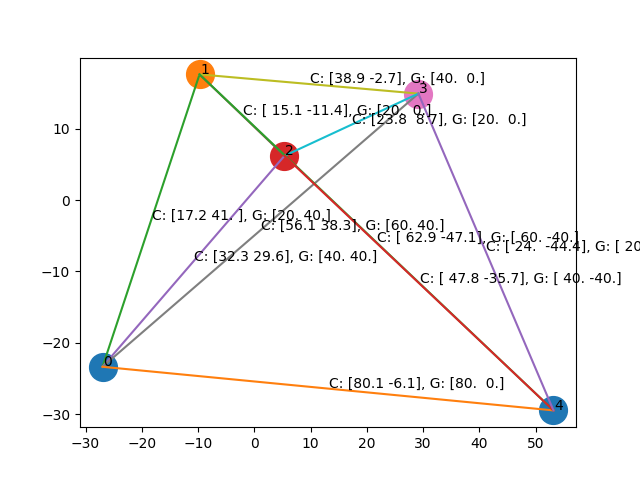 1
C: [38.9 -2.7], G: [40. 0.]
3
C: [ 15.1 -11.4], G: [20. 0.]
C: [23.8 8.7], G: [20. 0.]
10
2
0
C: [17.2 41. ], G: [20. 40.]
C: [56.1 38.3], G: [60. 40.]
C: [ 62.9 -47.1], G: [ 60. -40.]
C: [ 24. -44.4], G: [ 20
C: [32.3 29.6], G: [40. 40.]
−10
C: [ 47.8 -35.7], G: [ 40. -40.]
−20
0
C: [80.1 -6.1], G: [80. 0.]
4
−30
−30 −20 −10 0 10 20 30 40 50